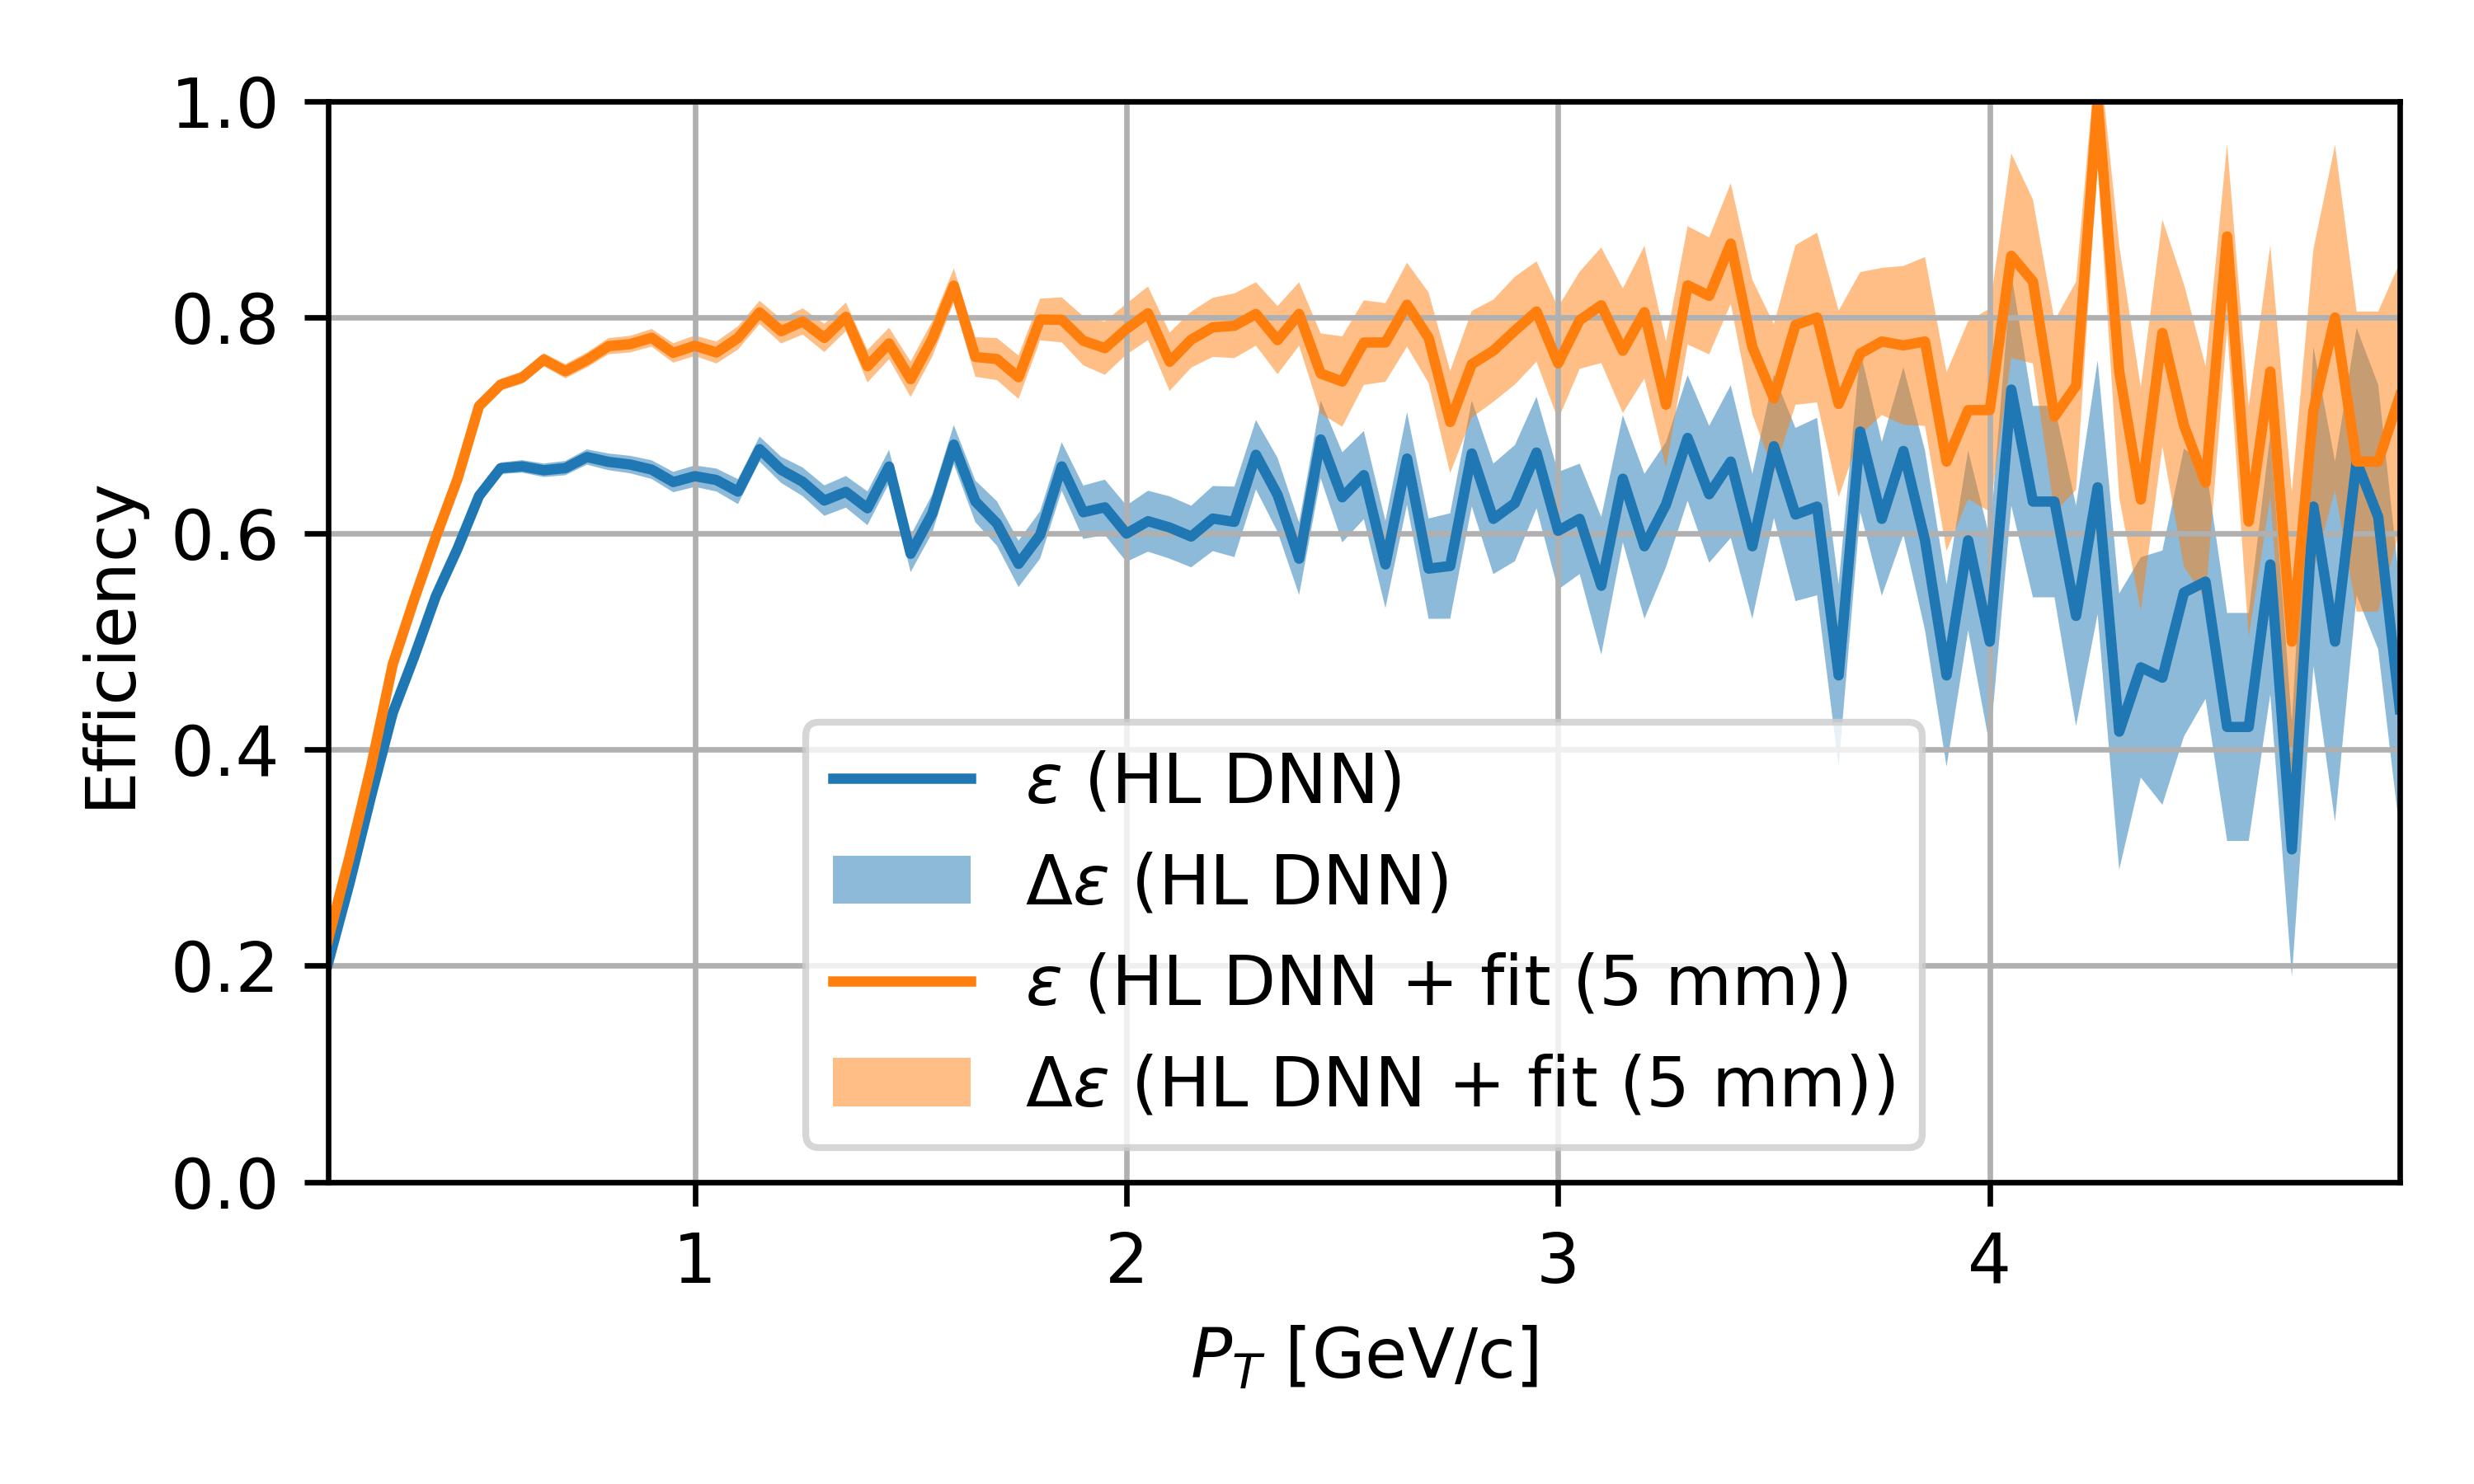 1.0
0.8
0.6
0.4
0.2
0.0
Efficiency
ε (HL DNN)
Δε (HL DNN)
ε (HL DNN + fit (5 mm))
Δε (HL DNN + fit (5 mm))
1 2 3 4
P_T [GeV/c]